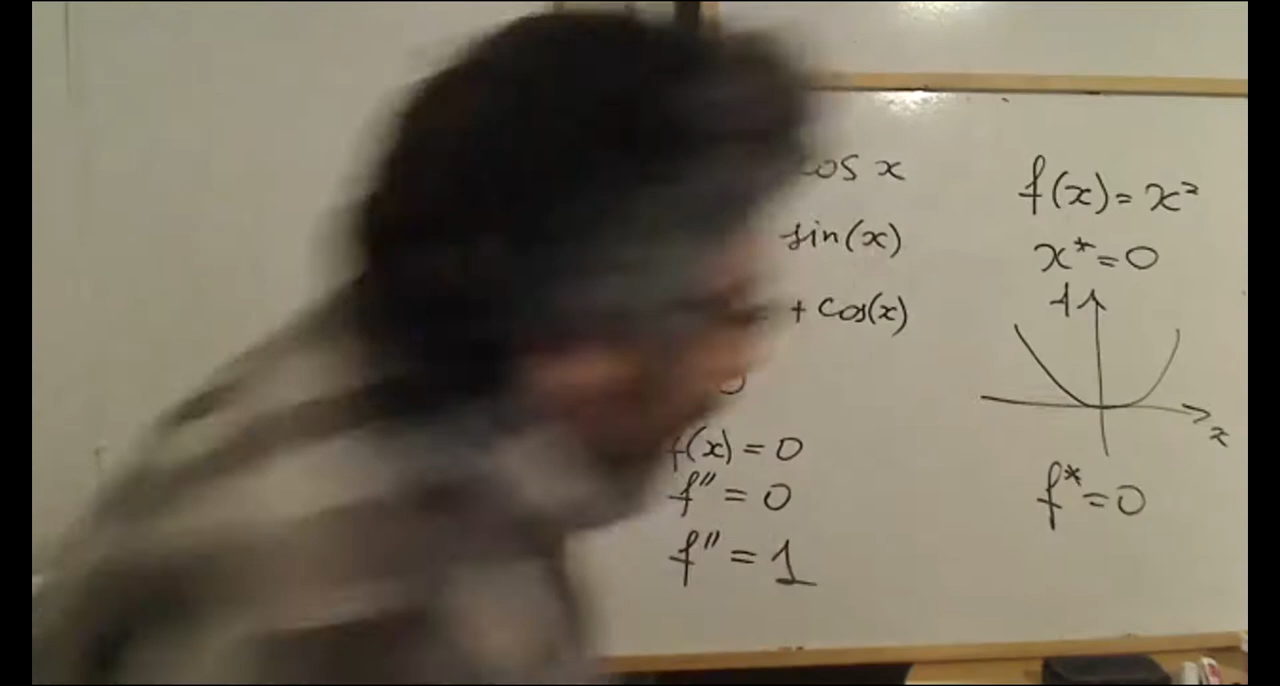 cos x
sin(x)
+ cos(x)
f(x) = 0
f" = 0
f" = 1
f(x) = x²
x* = 0
f
x
f* = 0